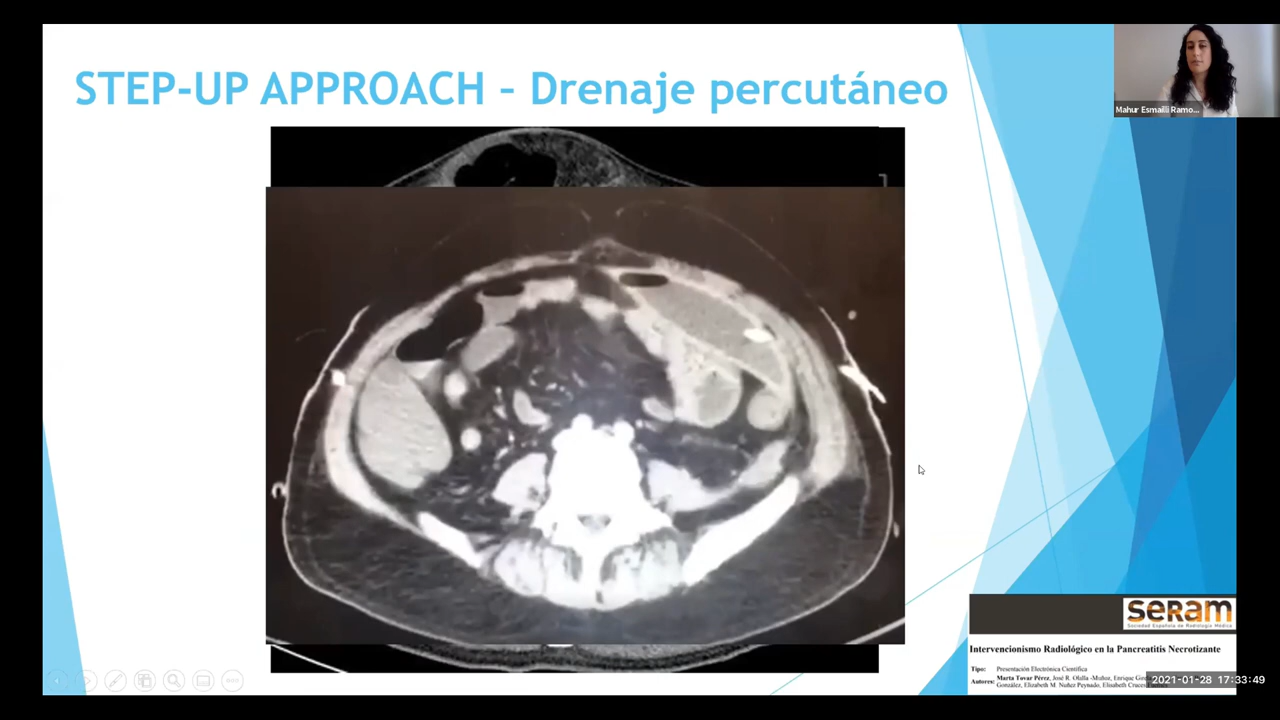 STEP-UP APPROACH – Drenaje percutáneo
Mahur Esmailli Ramo...
seram
Sociedad Española de Radiología Médica
Intervencionismo Radiológico en la Pancreatitis Necrotizante
Tipo: Presentación Electrónica Científica
Autores: Marta Tovar Pérez, José R. Olalla -Muñoz, Enrique
González, Elizabeth M. Nuñez Peynado, Elisabeth Cruces
2021-01-28 17:33:49